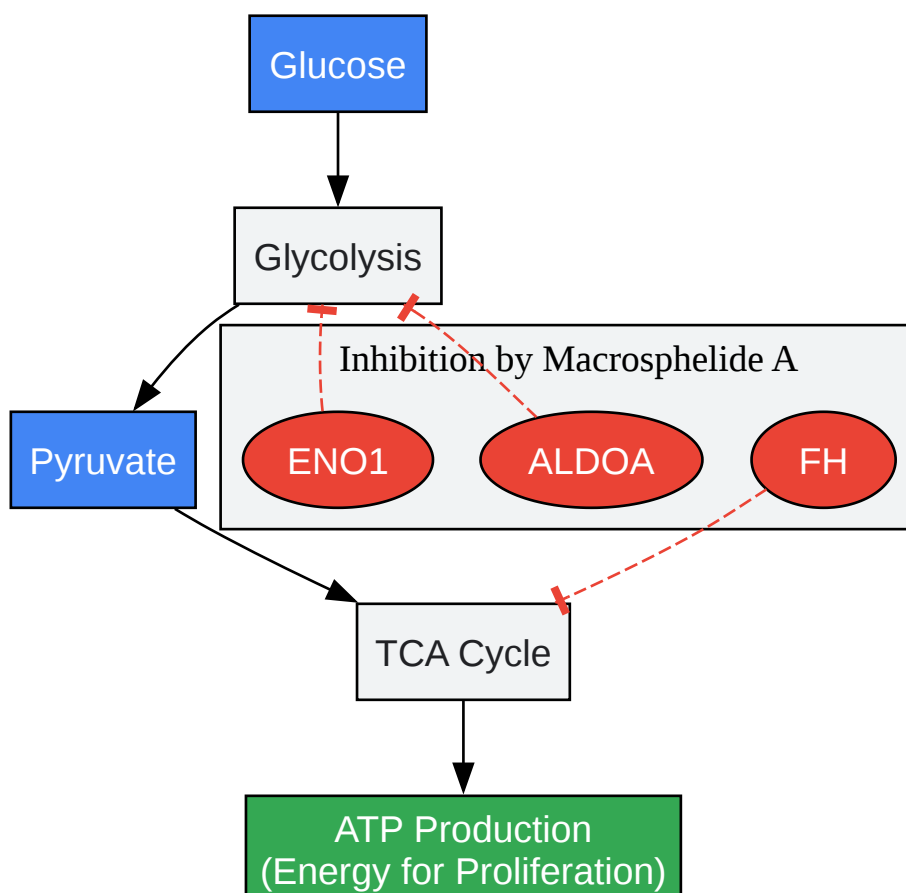 Glucose
Glycolysis
Inhibition by Macrosphelide A
Pyruvate
ENO1
ALDOA
FH
TCA Cycle
ATP Production
(Energy for Proliferation)